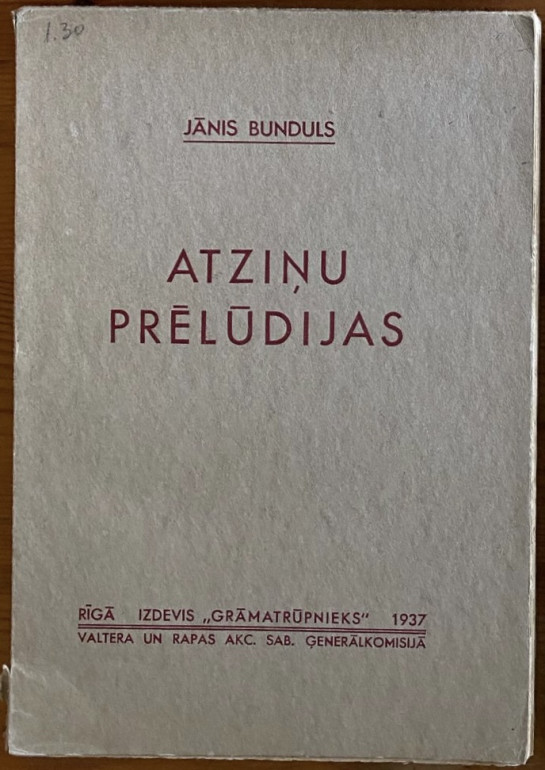 1.30
JĀNIS BUNDULS
ATZIŅU
PRĒLŪDIJAS
RĪGĀ IZDEVIS „GRĀMATRŪPNIEKS" 1937
VALTERA UN RAPAS AKC. SAB. ĢENERĀLKOMISIJĀ